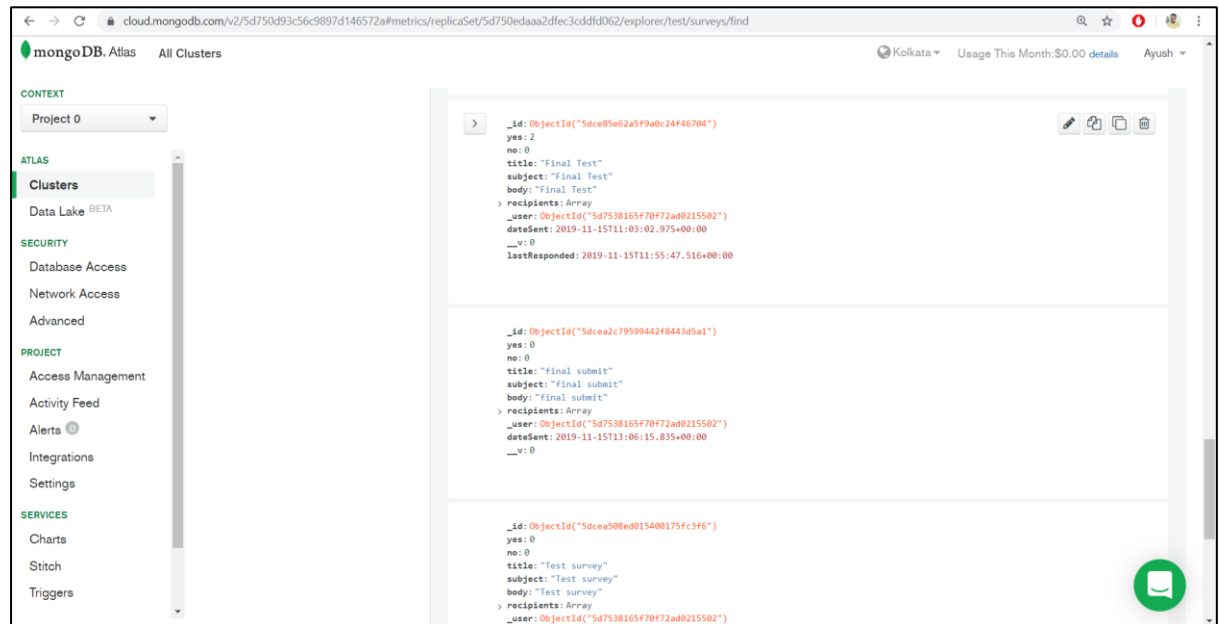 cloud.mongodb.com/v2/5d750d93c56c9897d146572a#metrics/replicaSet/5d750edaaa2dfec3cddfd062/explorer/test/surveys/find
mongoDB. Atlas All Clusters Kolkata Usage This Month:$0.00 details Ayush
CONTEXT
Project 0
ATLAS
Clusters
Data Lake BETA
SECURITY
Database Access
Network Access
Advanced
PROJECT
Access Management
Activity Feed
Alerts 0
Integrations
Settings
SERVICES
Charts
Stitch
Triggers
_id: ObjectId("5dce85e62a5f9a0c24f46704")
yes: 2
no: 0
title: "Final Test"
subject: "Final Test"
body: "Final Test"
> recipients: Array
_user: ObjectId("5d7538165f70f72ad0215502")
dateSent: 2019-11-15T11:03:02.975+00:00
__v: 0
lastResponded: 2019-11-15T11:55:47.516+00:00
_id: ObjectId("5dcea2c79599442f8443d5a1")
yes: 0
no: 0
title: "final submit"
subject: "final submit"
body: "final submit"
> recipients: Array
_user: ObjectId("5d7538165f70f72ad0215502")
dateSent: 2019-11-15T13:06:15.835+00:00
__v: 0
_id: ObjectId("5dcea508ed015400175fc3f6")
yes: 0
no: 0
title: "Test survey"
subject: "Test survey"
body: "Test survey"
> recipients: Array
_user: ObjectId("5d7538165f70f72ad0215502")